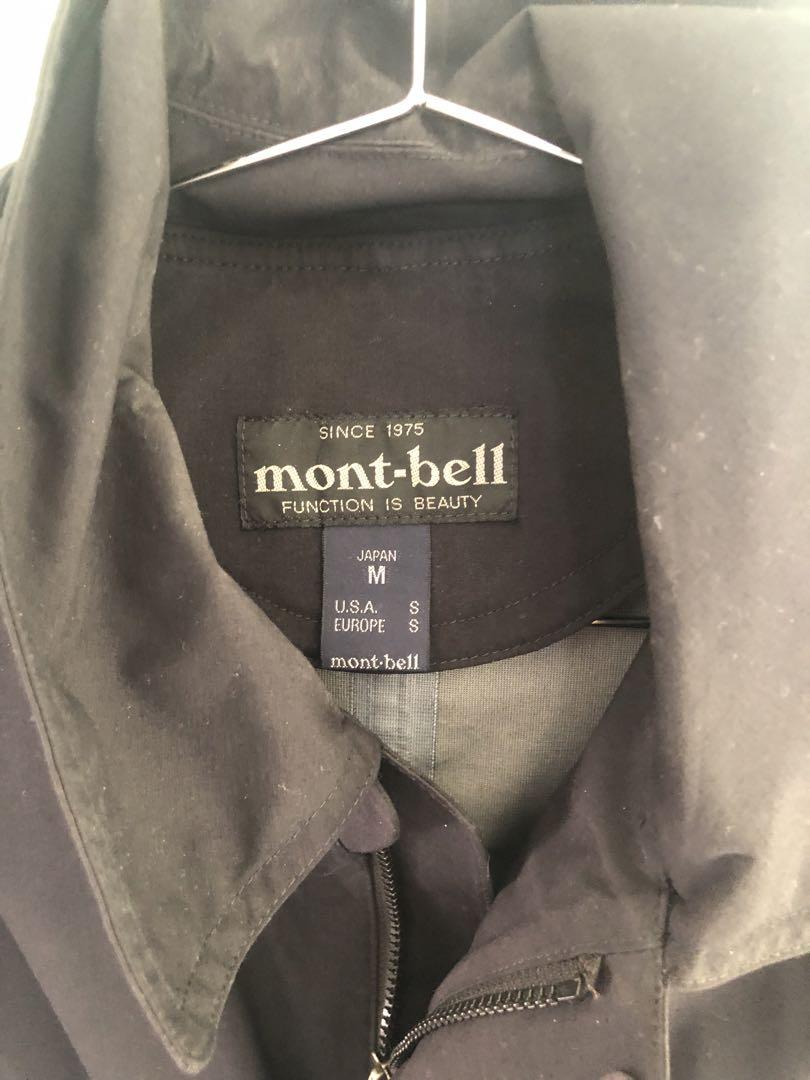 SINCE 1975
mont-bell
FUNCTION IS BEAUTY
JAPAN
M
U.S.A. S
EUROPE S
mont-bell